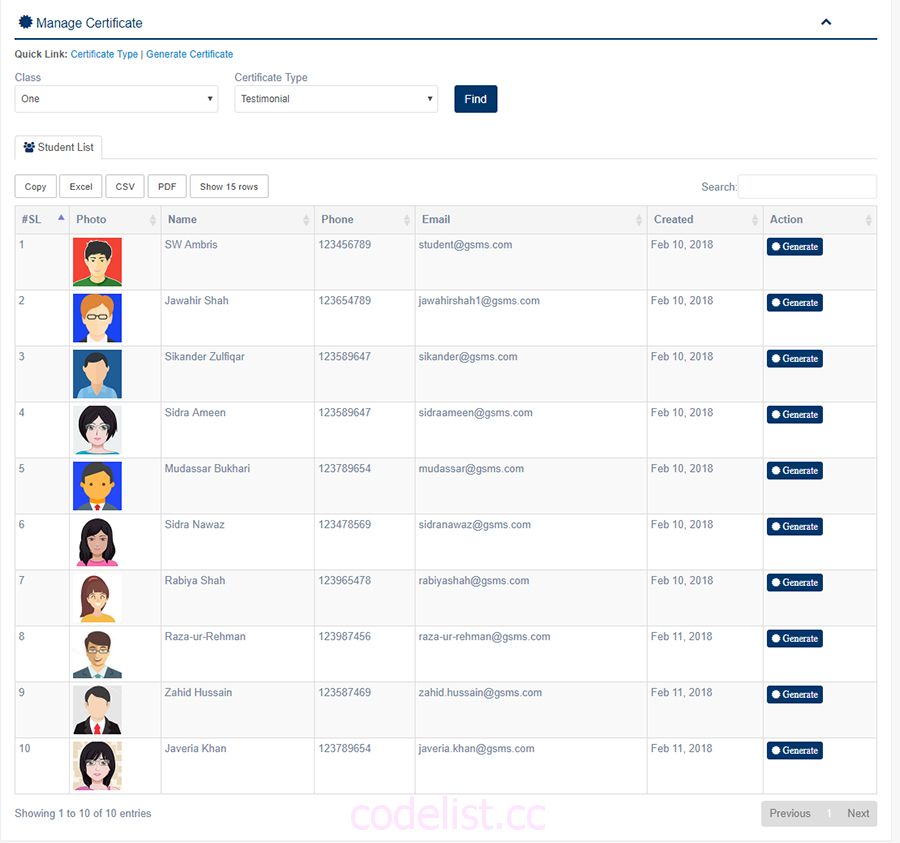 Manage Certificate
Quick Link: Certificate Type | Generate Certificate
Class Certificate Type
One Testimonial Find
Student List
Copy Excel CSV PDF Show 15 rows Search:
#SL Photo Name Phone Email Created Action
1 SW Ambris 123456789 student@gsms.com Feb 10, 2018 Generate
2 Jawahir Shah 123654789 jawahirshah1@gsms.com Feb 10, 2018 Generate
3 Sikander Zulfiqar 123589647 sikander@gsms.com Feb 10, 2018 Generate
4 Sidra Ameen 123589647 sidraameen@gsms.com Feb 10, 2018 Generate
5 Mudassar Bukhari 123789654 mudassar@gsms.com Feb 10, 2018 Generate
6 Sidra Nawaz 123478569 sidranawaz@gsms.com Feb 10, 2018 Generate
7 Rabiya Shah 123965478 rabiyashah@gsms.com Feb 10, 2018 Generate
8 Raza-ur-Rehman 123987456 raza-ur-rehman@gsms.com Feb 11, 2018 Generate
9 Zahid Hussain 123587469 zahid.hussain@gsms.com Feb 11, 2018 Generate
10 Javeria Khan 123789654 javeria.khan@gsms.com Feb 11, 2018 Generate
Showing 1 to 10 of 10 entries codelist.cc Previous 1 Next